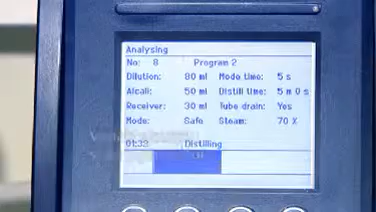 Analysing
No: 8 Program 2
Dilution: 80 ml Modo time: 5 s
Alcali: 50 ml Distill time: 5 m 0 s
Receiver: 30 ml Tube drain: Yes
Mode: Safe Steam: 70 %
01:33 Distilling